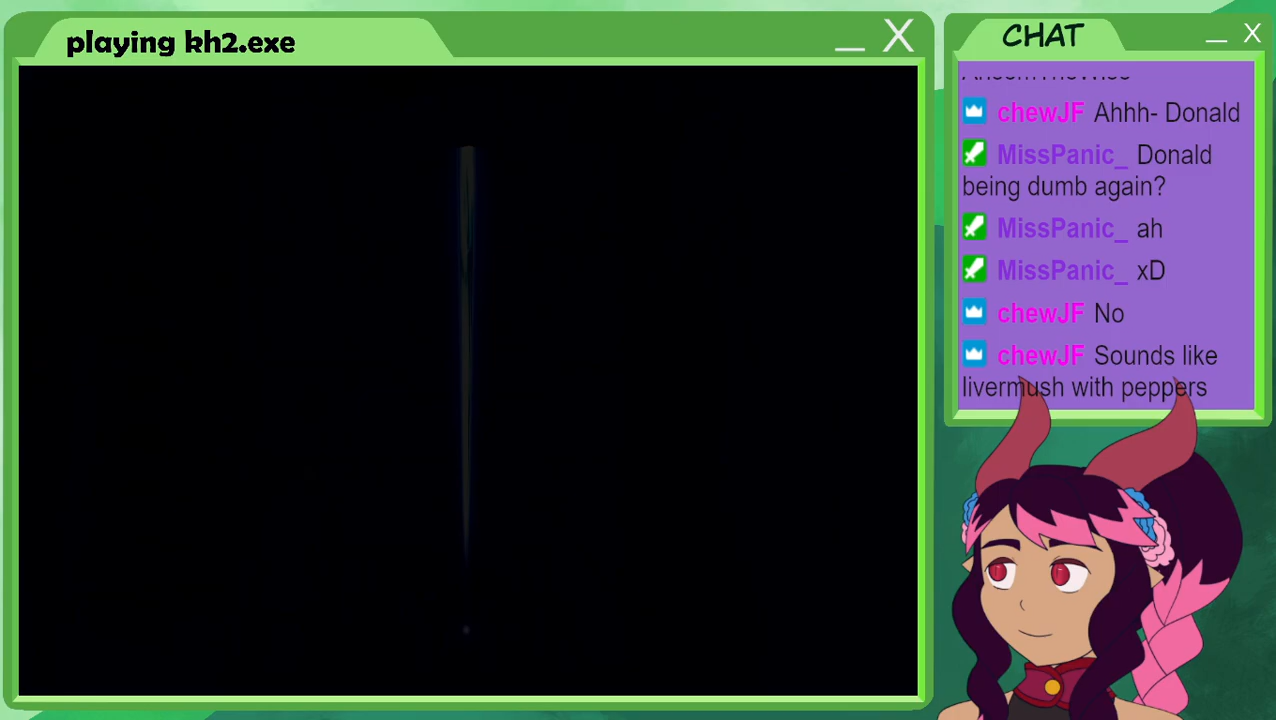 playing kh2.exe
CHAT
chewJF Ahhh- Donald
MissPanic_ Donald
being dumb again?
MissPanic_ ah
MissPanic_ xD
chewJF No
chewJF Sounds like
livermush with peppers